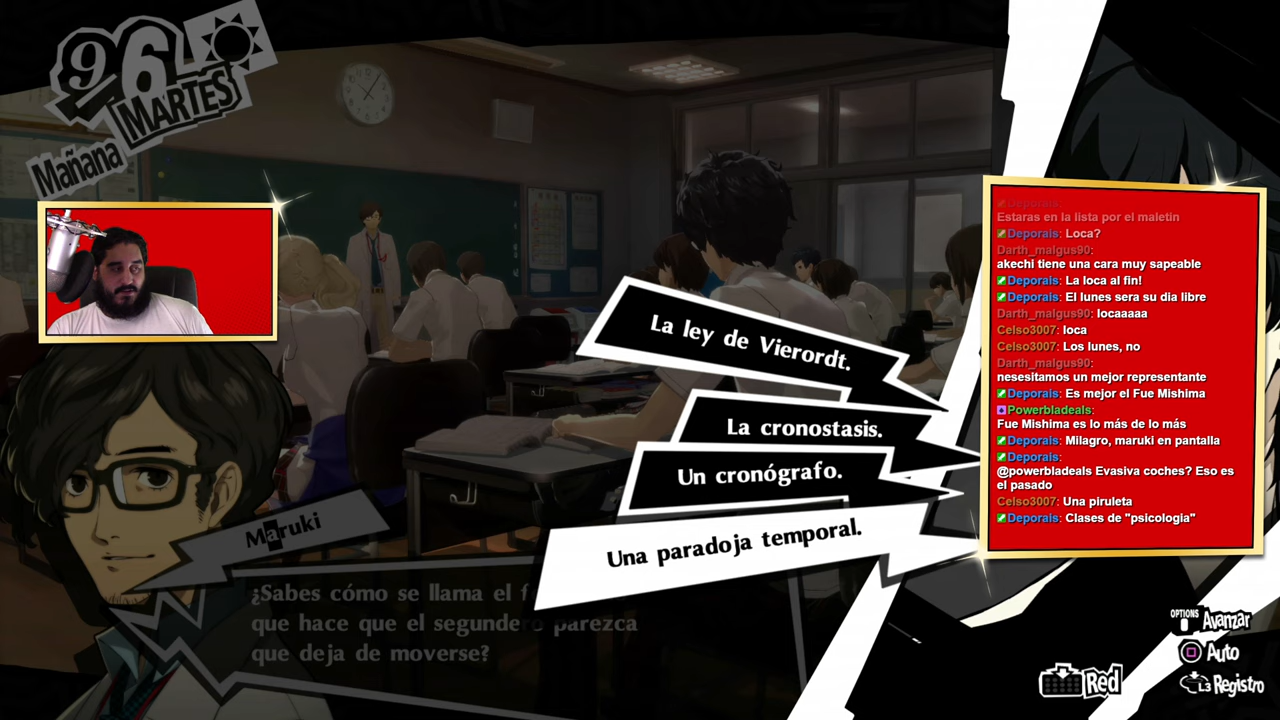 9/6
MARTES
Mañana
La ley de Vierordt.
La cronostasis.
Un cronógrafo.
Una paradoja temporal.
Maruki
¿Sabes cómo se llama el f
que hace que el segundero parezca
que deja de moverse?
Deporais:
Estaras en la lista por el maletin
Deporais: Loca?
Darth_malgus90:
akechi tiene una cara muy sapeable
Deporais: La loca al fin!
Deporais: El lunes sera su dia libre
Darth_malgus90: locaaaaa
Celso3007: loca
Celso3007: Los lunes, no
Darth_malgus90:
nesesitamos un mejor representante
Deporais: Es mejor el Fue Mishima
Powerbladeals:
Fue Mishima es lo más de lo más
Deporais: Milagro, maruki en pantalla
Deporais:
@powerbladeals Evasiva coches? Eso es
el pasado
Celso3007: Una piruleta
Deporais: Clases de "psicologia"
OPTIONS Avanzar
Auto
L3 Registro
Red